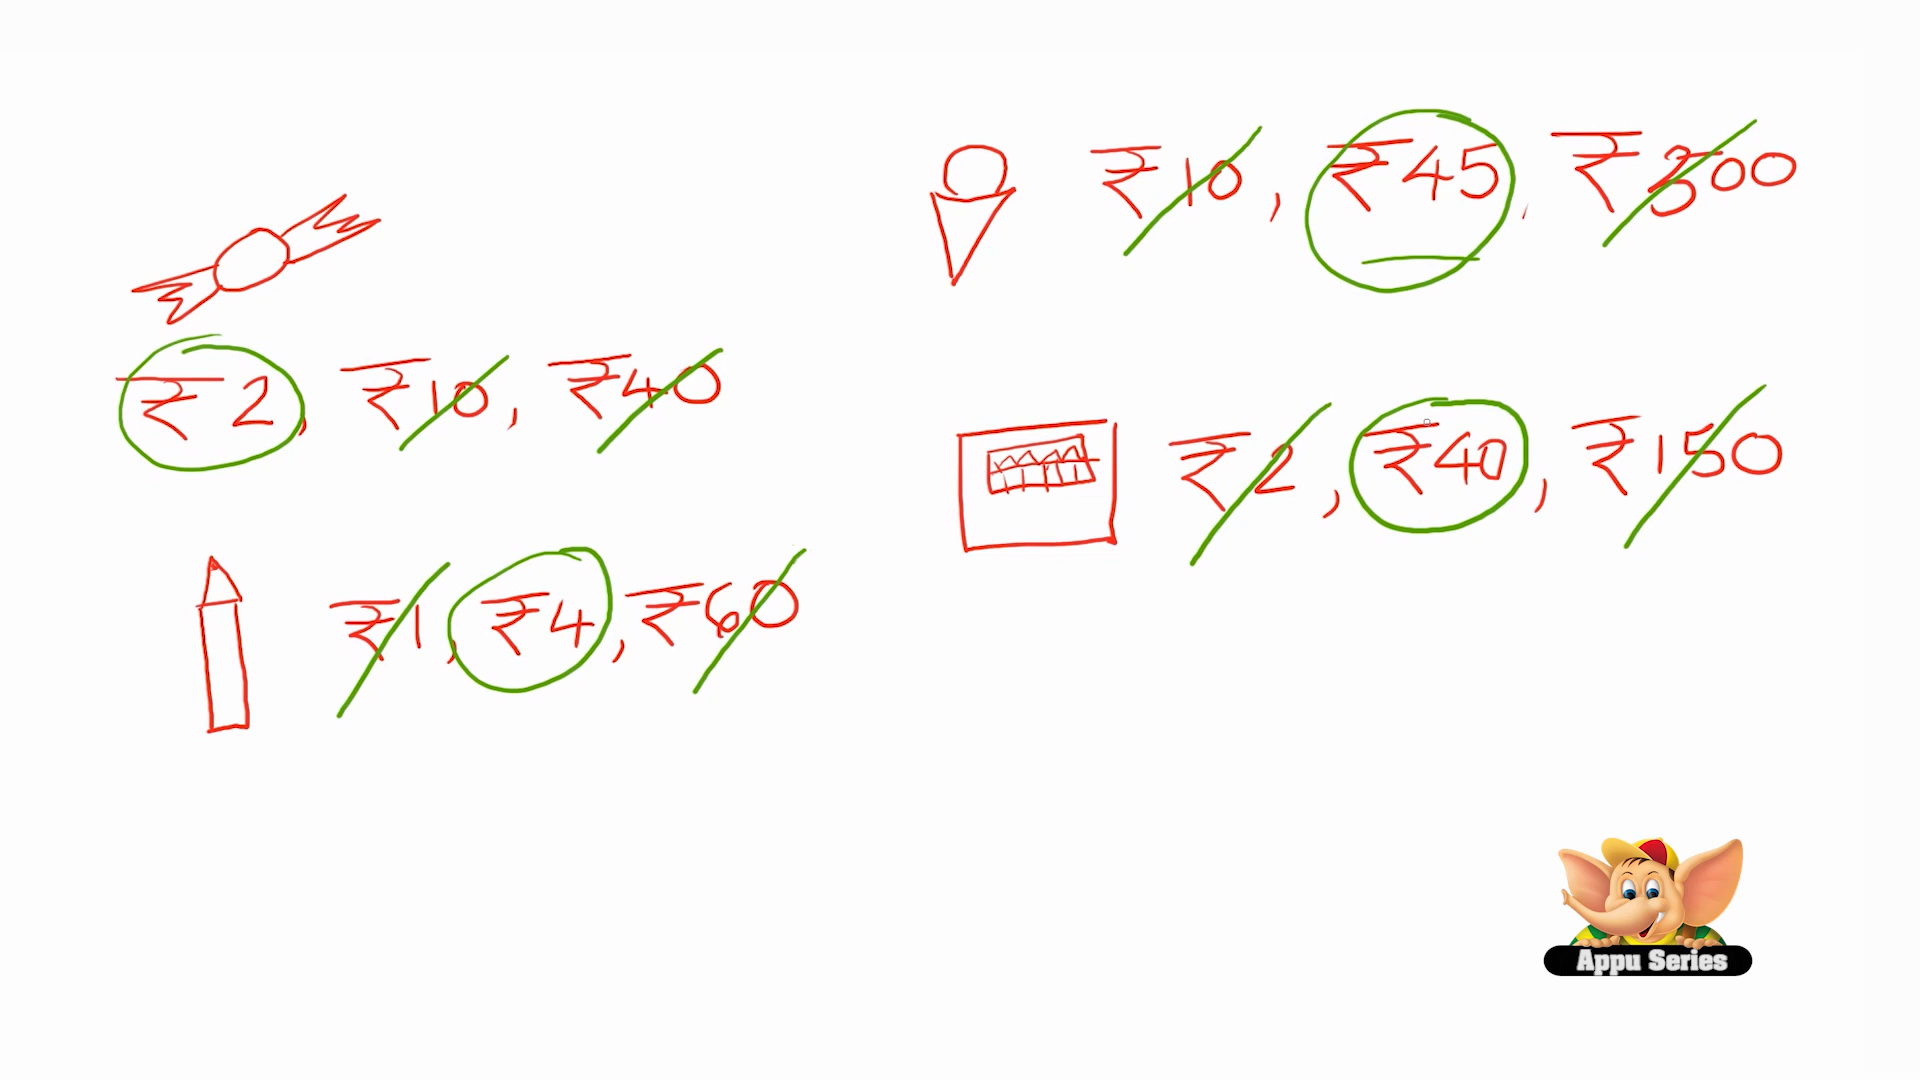 ₹2, ₹10, ₹40
₹1, ₹4, ₹60
₹10, ₹45, ₹300
₹2, ₹40, ₹150
Appu Series